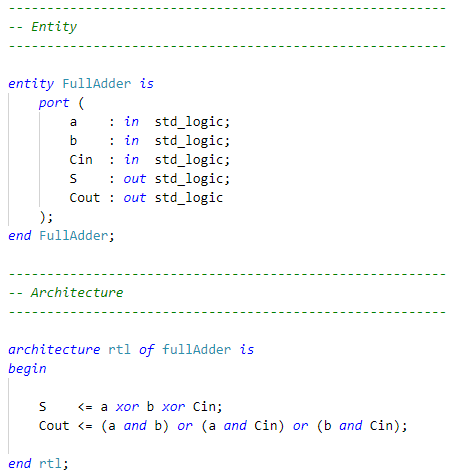 ---------------------------------------------------------
-- Entity
---------------------------------------------------------
entity FullAdder is
    port (
        a    : in  std_logic;
        b    : in  std_logic;
        Cin  : in  std_logic;
        S    : out std_logic;
        Cout : out std_logic
    );
end FullAdder;
---------------------------------------------------------
-- Architecture
---------------------------------------------------------
architecture rtl of fullAdder is
begin
    S    <= a xor b xor Cin;
    Cout <= (a and b) or (a and Cin) or (b and Cin);
end rtl;